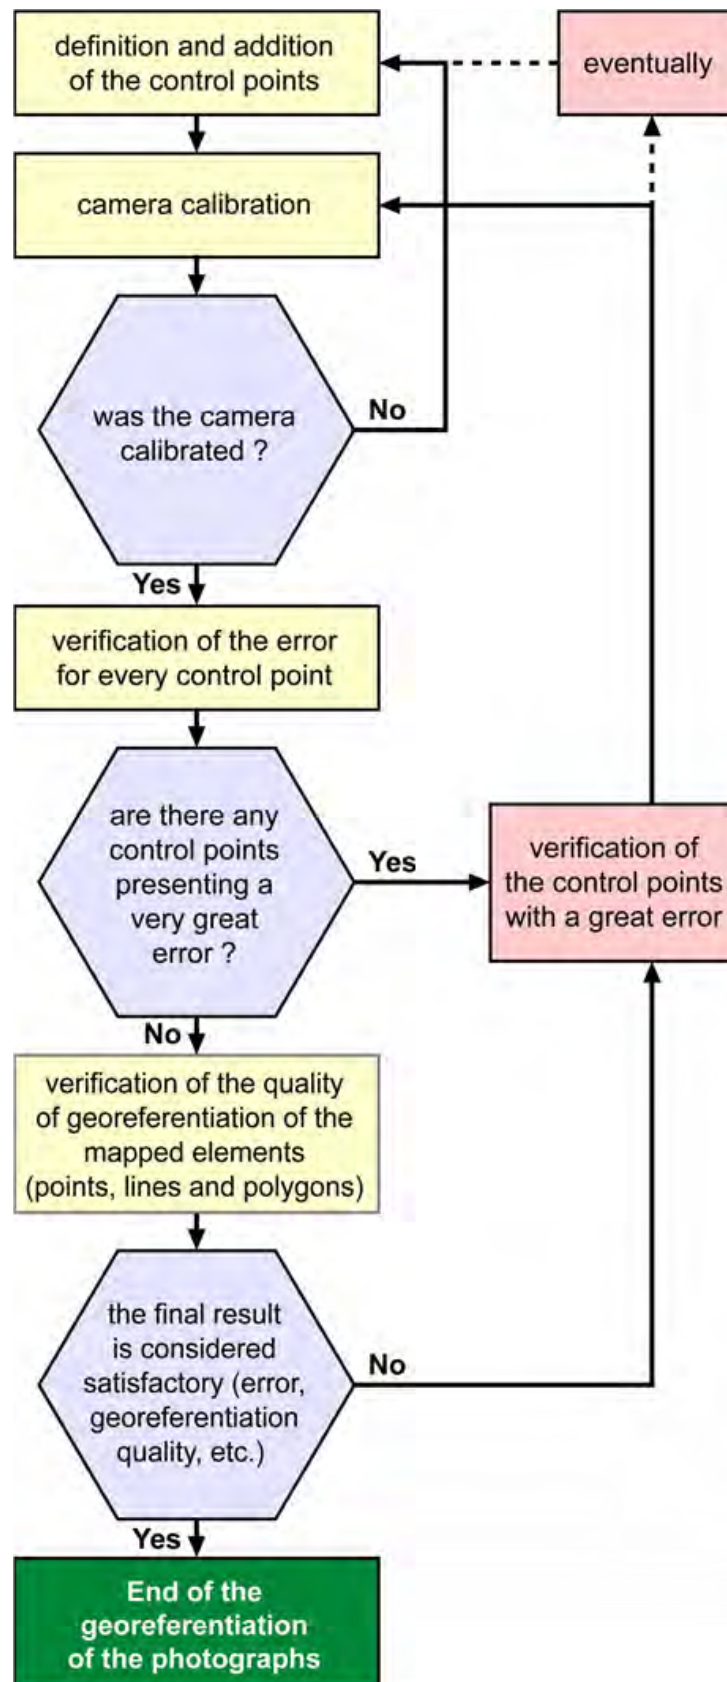 definition and addition
of the control points
eventually
camera calibration
was the camera
calibrated ?
No
Yes
verification of the error
for every control point
are there any
control points
presenting a
very great
error ?
Yes
verification of
the control points
with a great error
No
verification of the quality
of georeferentiation of the
mapped elements
(points, lines and polygons)
the final result
is considered
satisfactory (error,
georeferentiation
quality, etc.)
No
Yes
End of the
georeferentiation
of the photographs